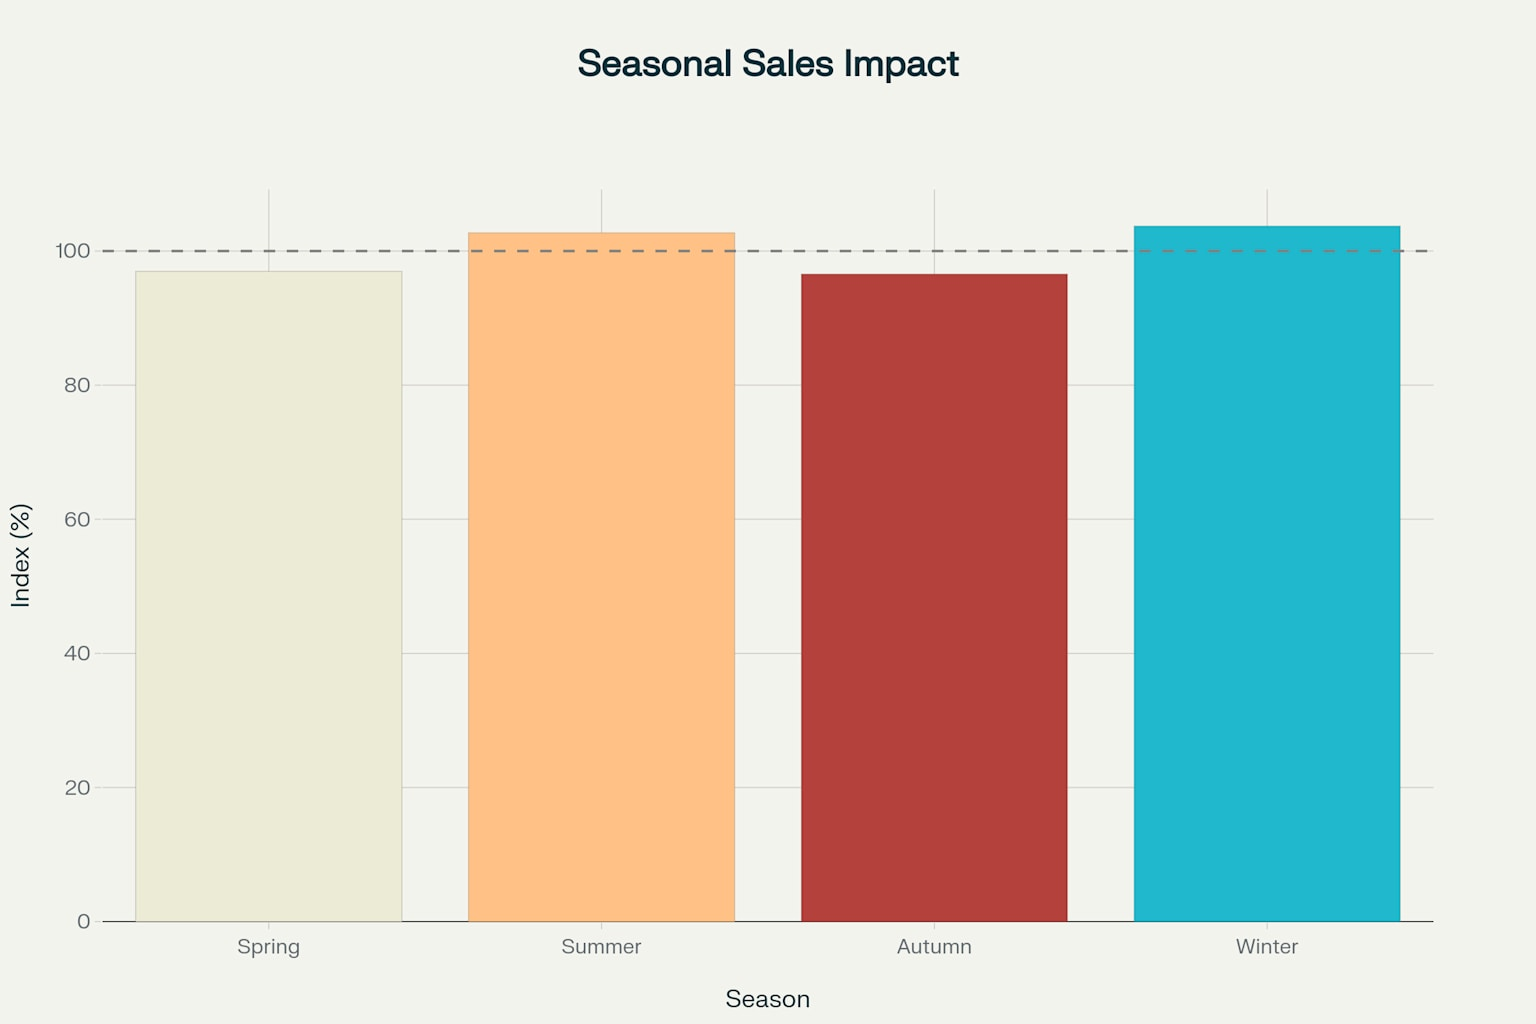 Seasonal Sales Impact
Index (%)
100
80
60
40
20
0
Spring Summer Autumn Winter
Season